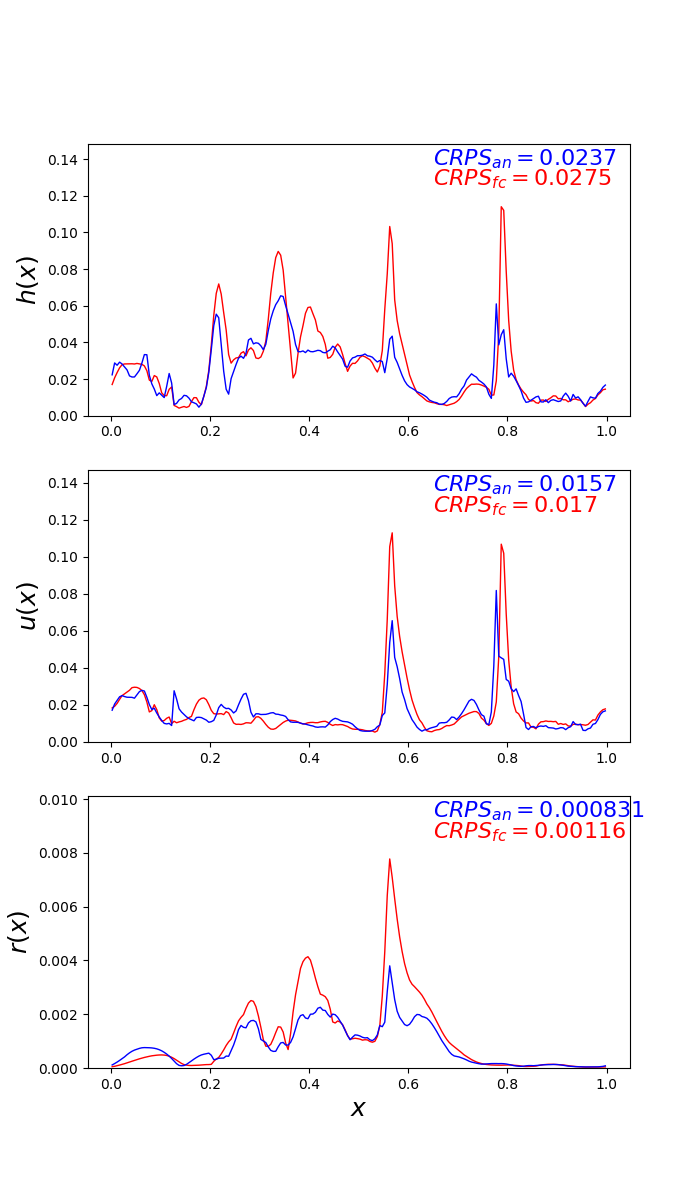 CRPS_an = 0.0237
CRPS_fc = 0.0275
0.14
0.12
0.10
0.08
0.06
0.04
0.02
0.00
h(x)
0.0 0.2 0.4 0.6 0.8 1.0
CRPS_an = 0.0157
CRPS_fc = 0.017
0.14
0.12
0.10
0.08
0.06
0.04
0.02
0.00
u(x)
0.0 0.2 0.4 0.6 0.8 1.0
CRPS_an = 0.000831
CRPS_fc = 0.00116
0.010
0.008
0.006
0.004
0.002
0.000
r(x)
0.0 0.2 0.4 0.6 0.8 1.0
x